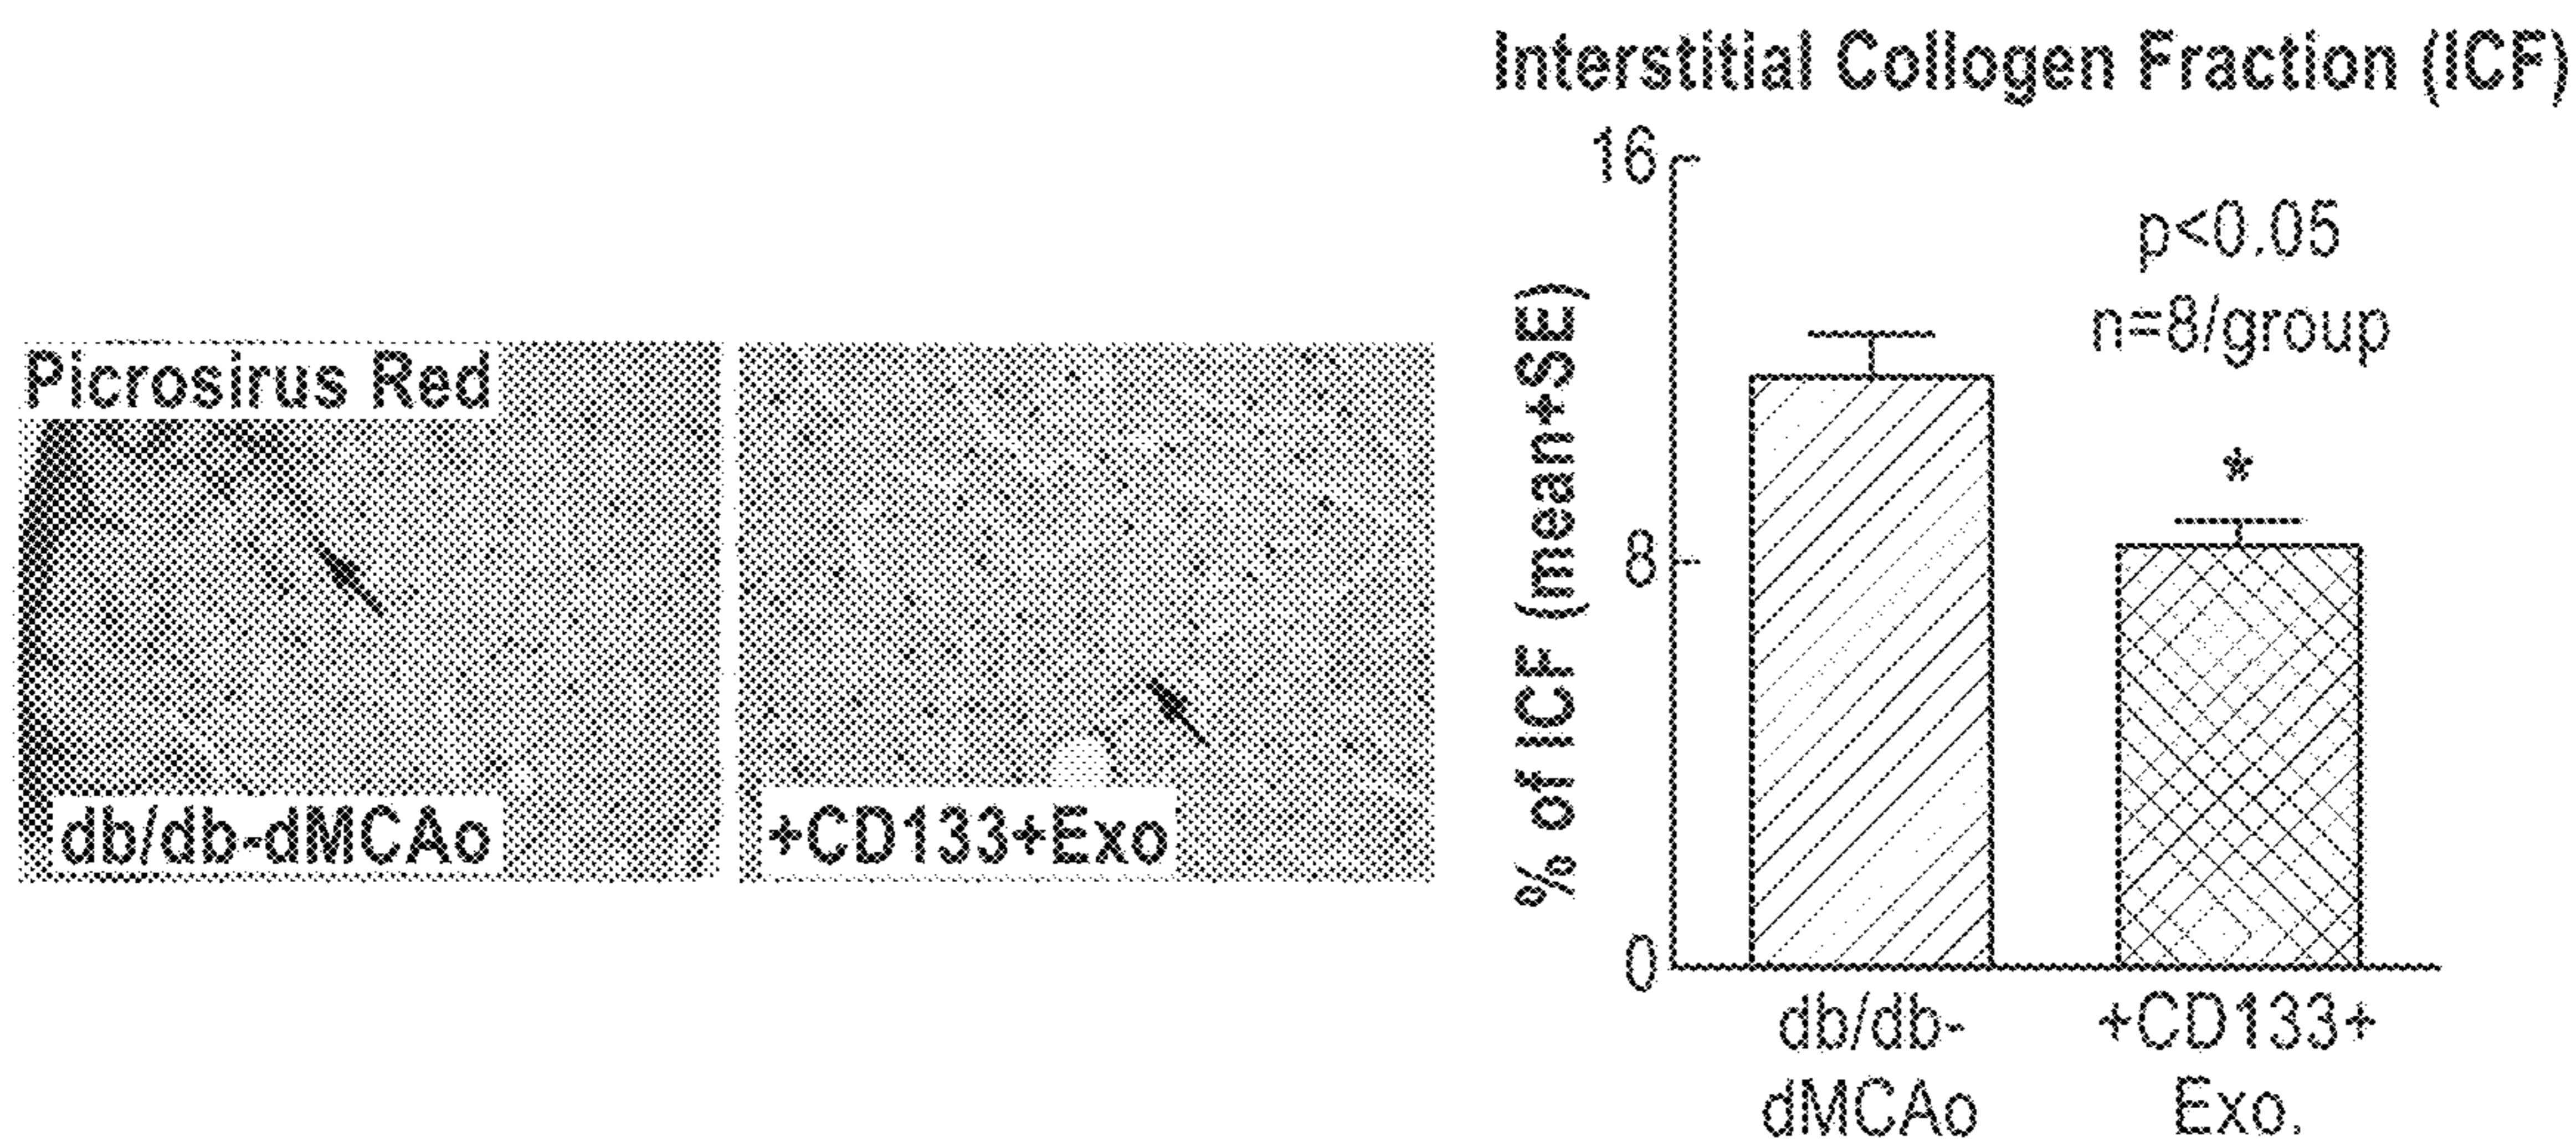 Picrosirus Red
db/db-dMCAo
+CD133+Exo
Interstitial Collogen Fraction (ICF)
% of ICF (mean+SE)
16
8
0
p<0.05
n=8/group
*
db/db-
dMCAo
+CD133+
Exo.